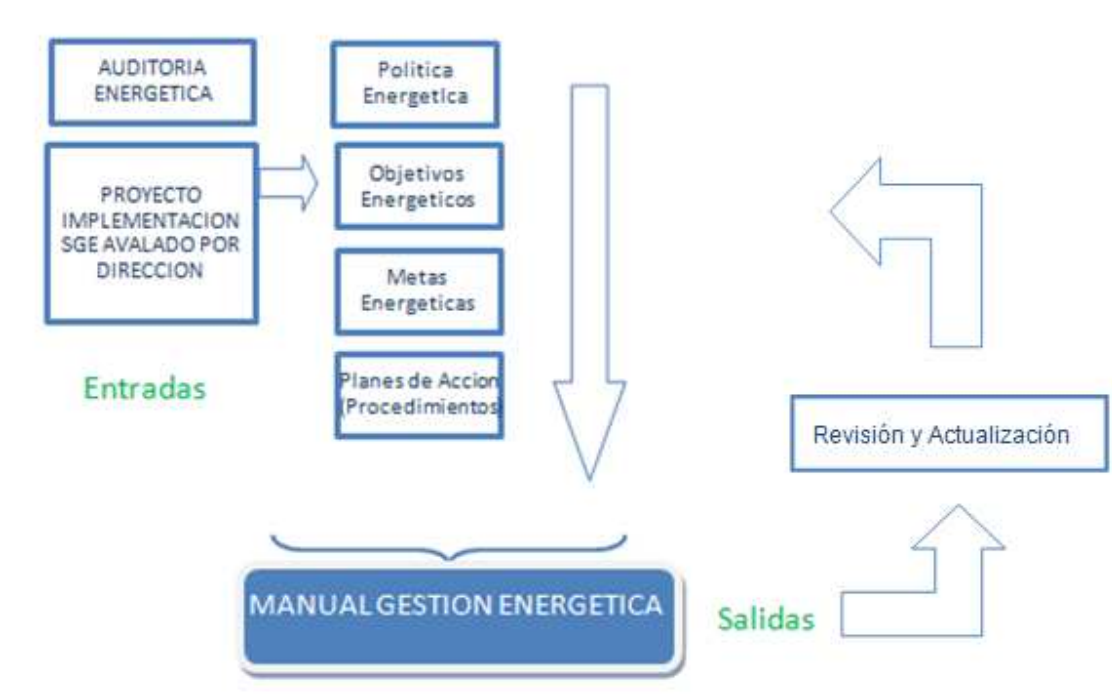 AUDITORIA
ENERGETICA
PROYECTO
IMPLEMENTACION
SGE AVALADO POR
DIRECCION
Entradas
Politica
Energetica
Objetivos
Energeticos
Metas
Energeticas
Planes de Accion
(Procedimientos)
Revisión y Actualización
MANUAL GESTION ENERGETICA
Salidas